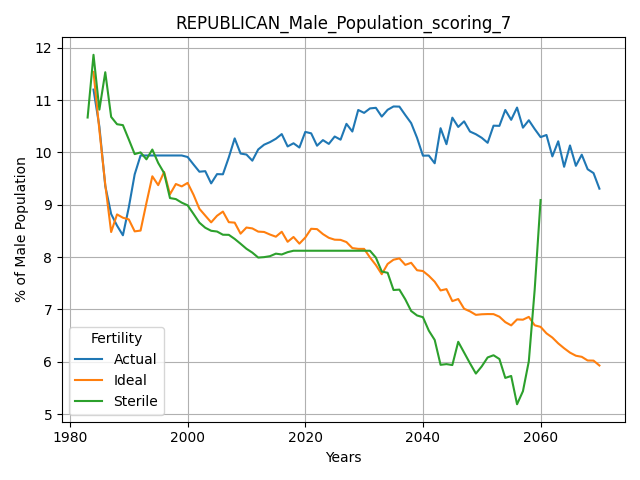 REPUBLICAN_Male_Population_scoring_7
12
11
10
9
8
7
6
5
% of Male Population
Fertility
Actual
Ideal
Sterile
1980
2000
2020
2040
2060
Years